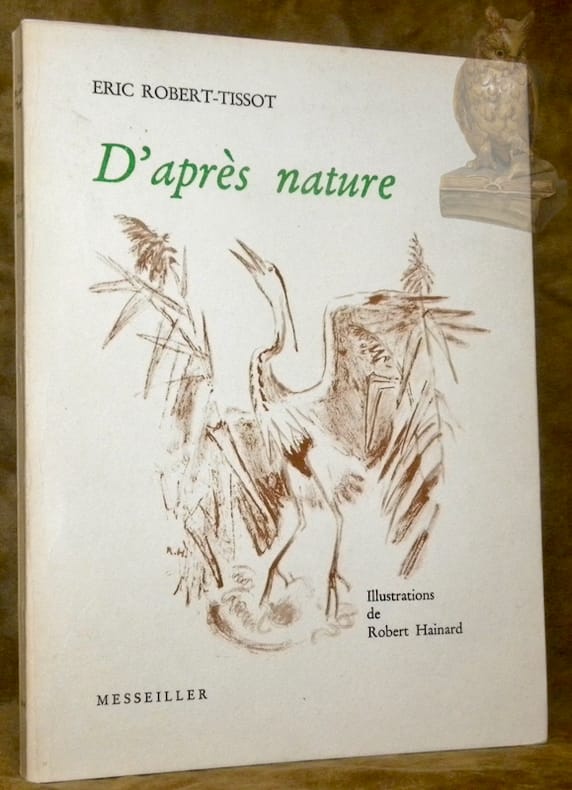 ERIC ROBERT-TISSOT
D'après nature
R.H.
Illustrations
de
Robert Hainard
MESSEILLER